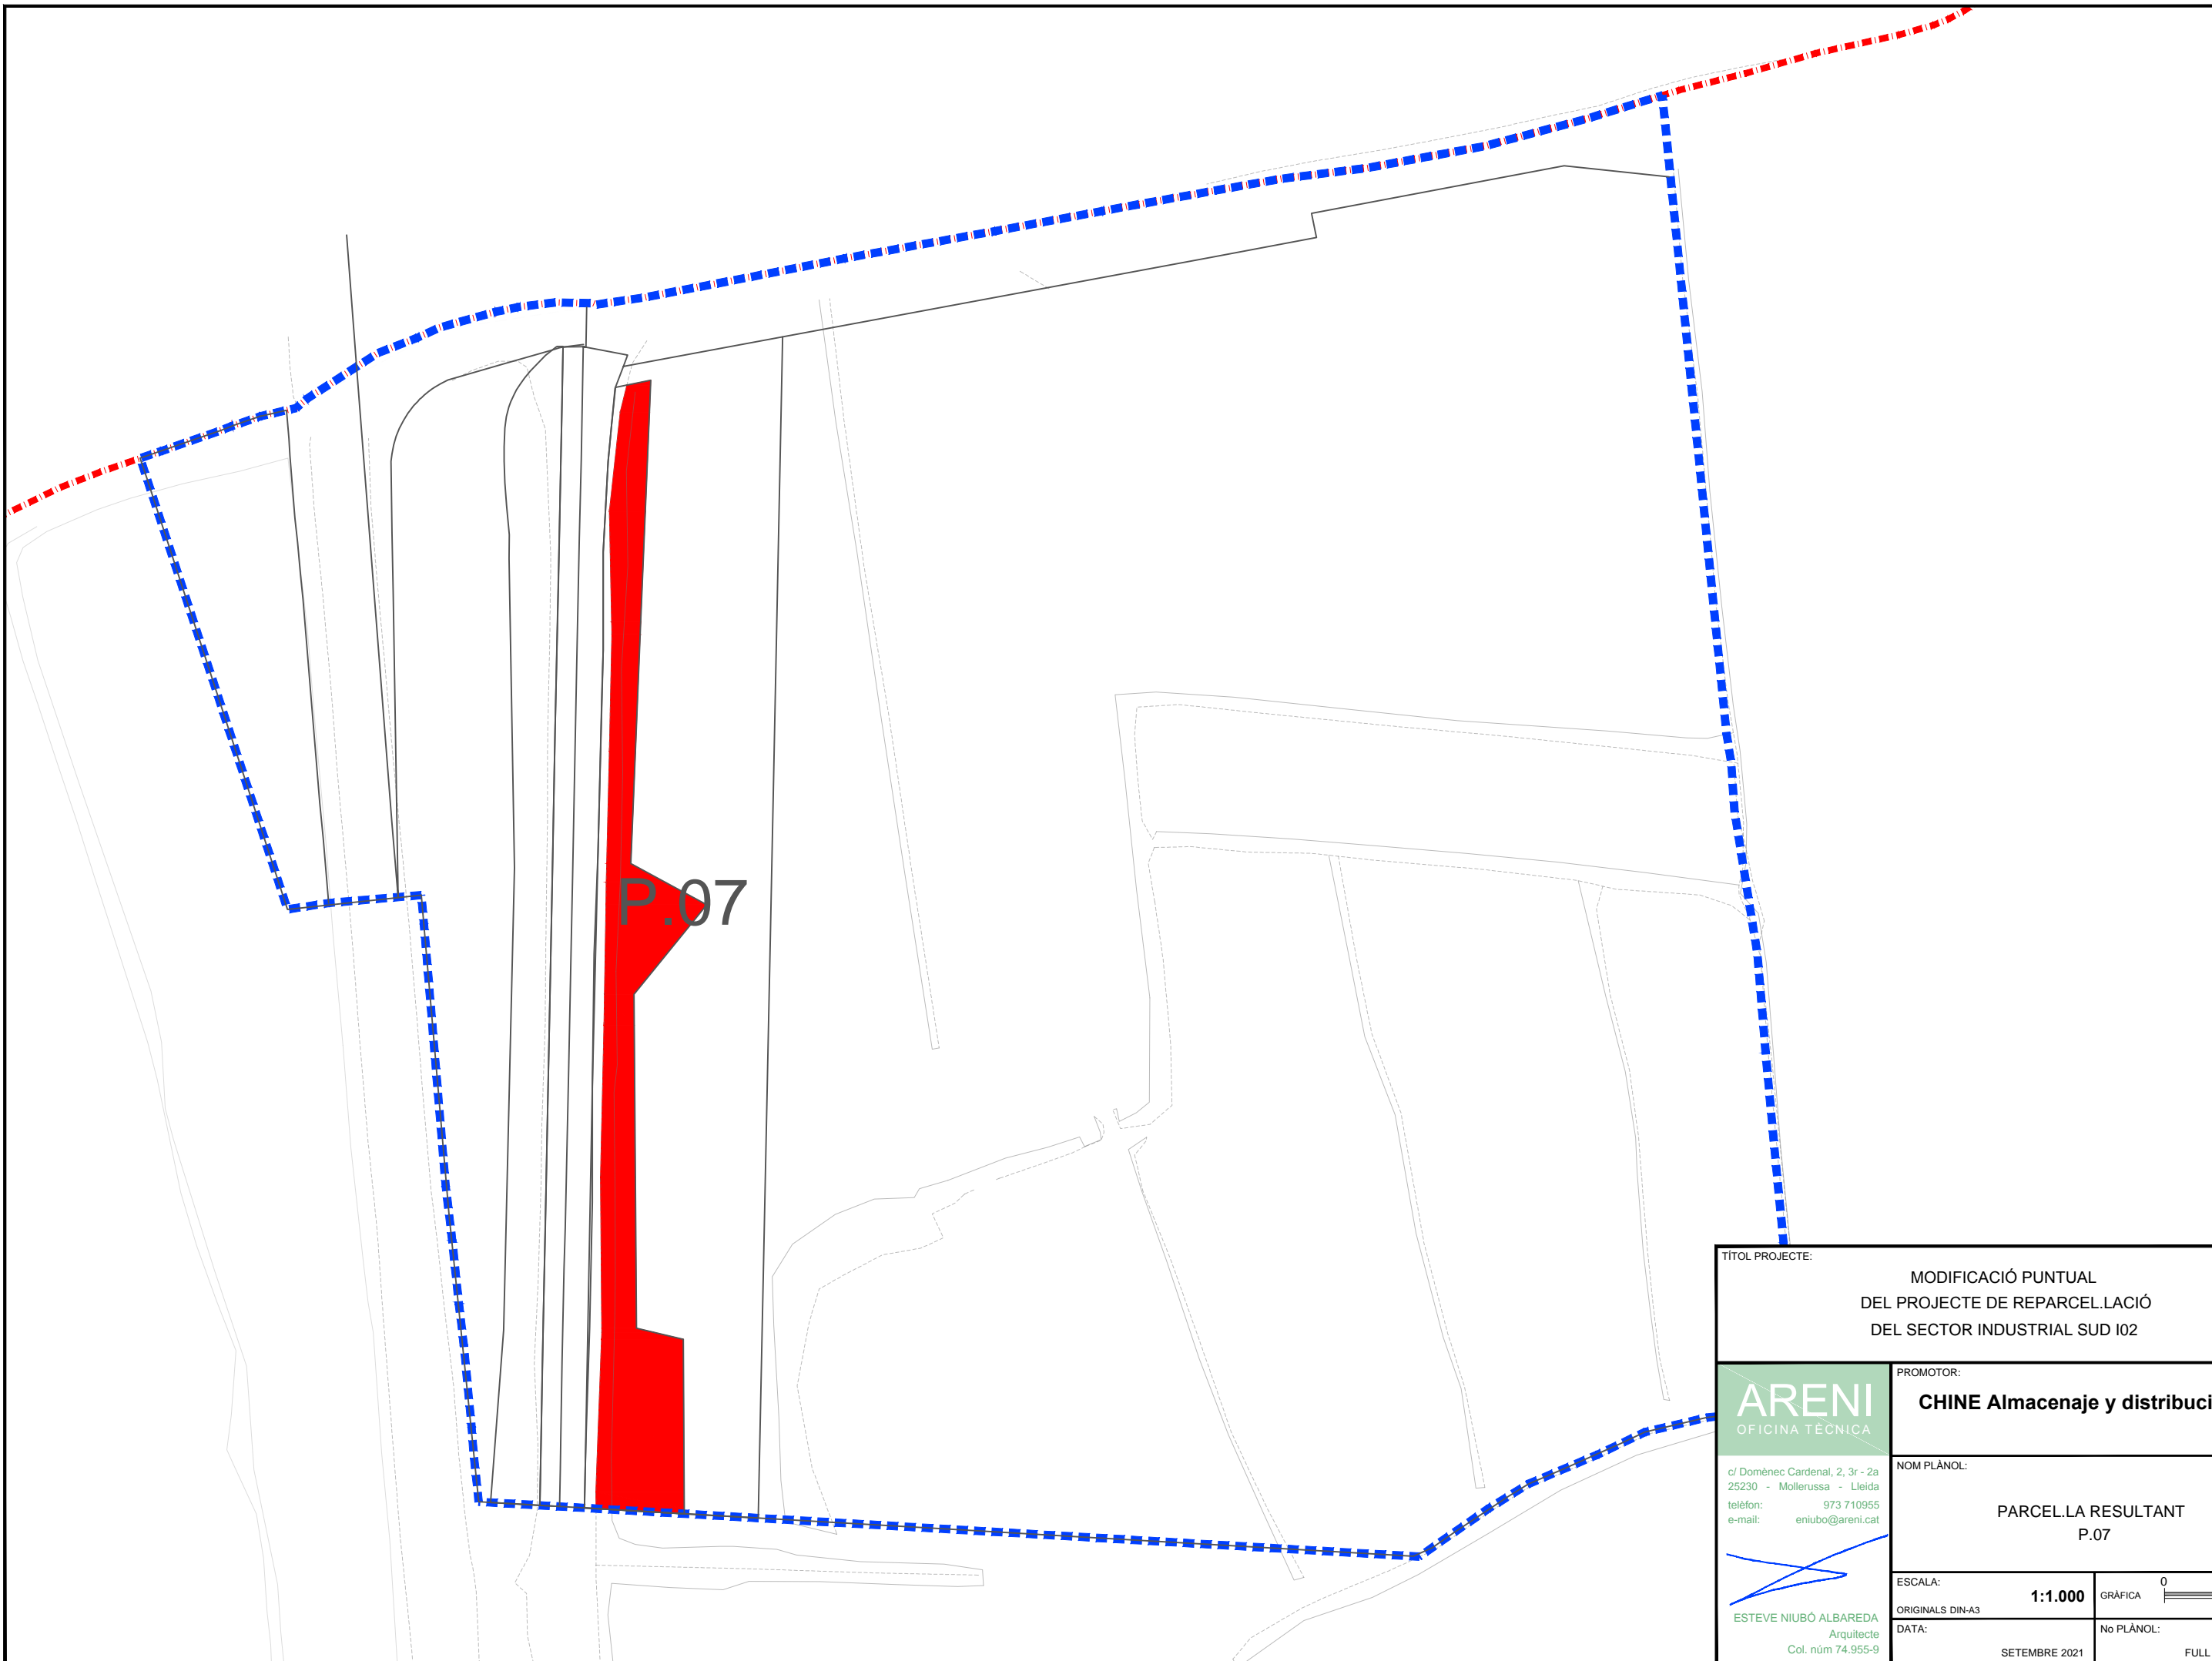 P.07
TÍTOL PROJECTE:
MODIFICACIÓ PUNTUAL
DEL PROJECTE DE REPARCEL.LACIÓ
DEL SECTOR INDUSTRIAL SUD I02
ARENI
OFICINA TÈCNICA
c/ Domènec Cardenal, 2, 3r - 2a
25230 - Mollerussa - Lleida
telèfon: 973 710955
e-mail: eniubo@areni.cat
ESTEVE NIUBÓ ALBAREDA
Arquitecte
Col. núm 74.955-9
PROMOTOR:
CHINE Almacenaje y distribuci
NOM PLÀNOL:
PARCEL.LA RESULTANT
P.07
ESCALA:
1:1.000
ORIGINALS DIN-A3
GRÀFICA
0
DATA:
SETEMBRE 2021
No PLÀNOL:
FULL